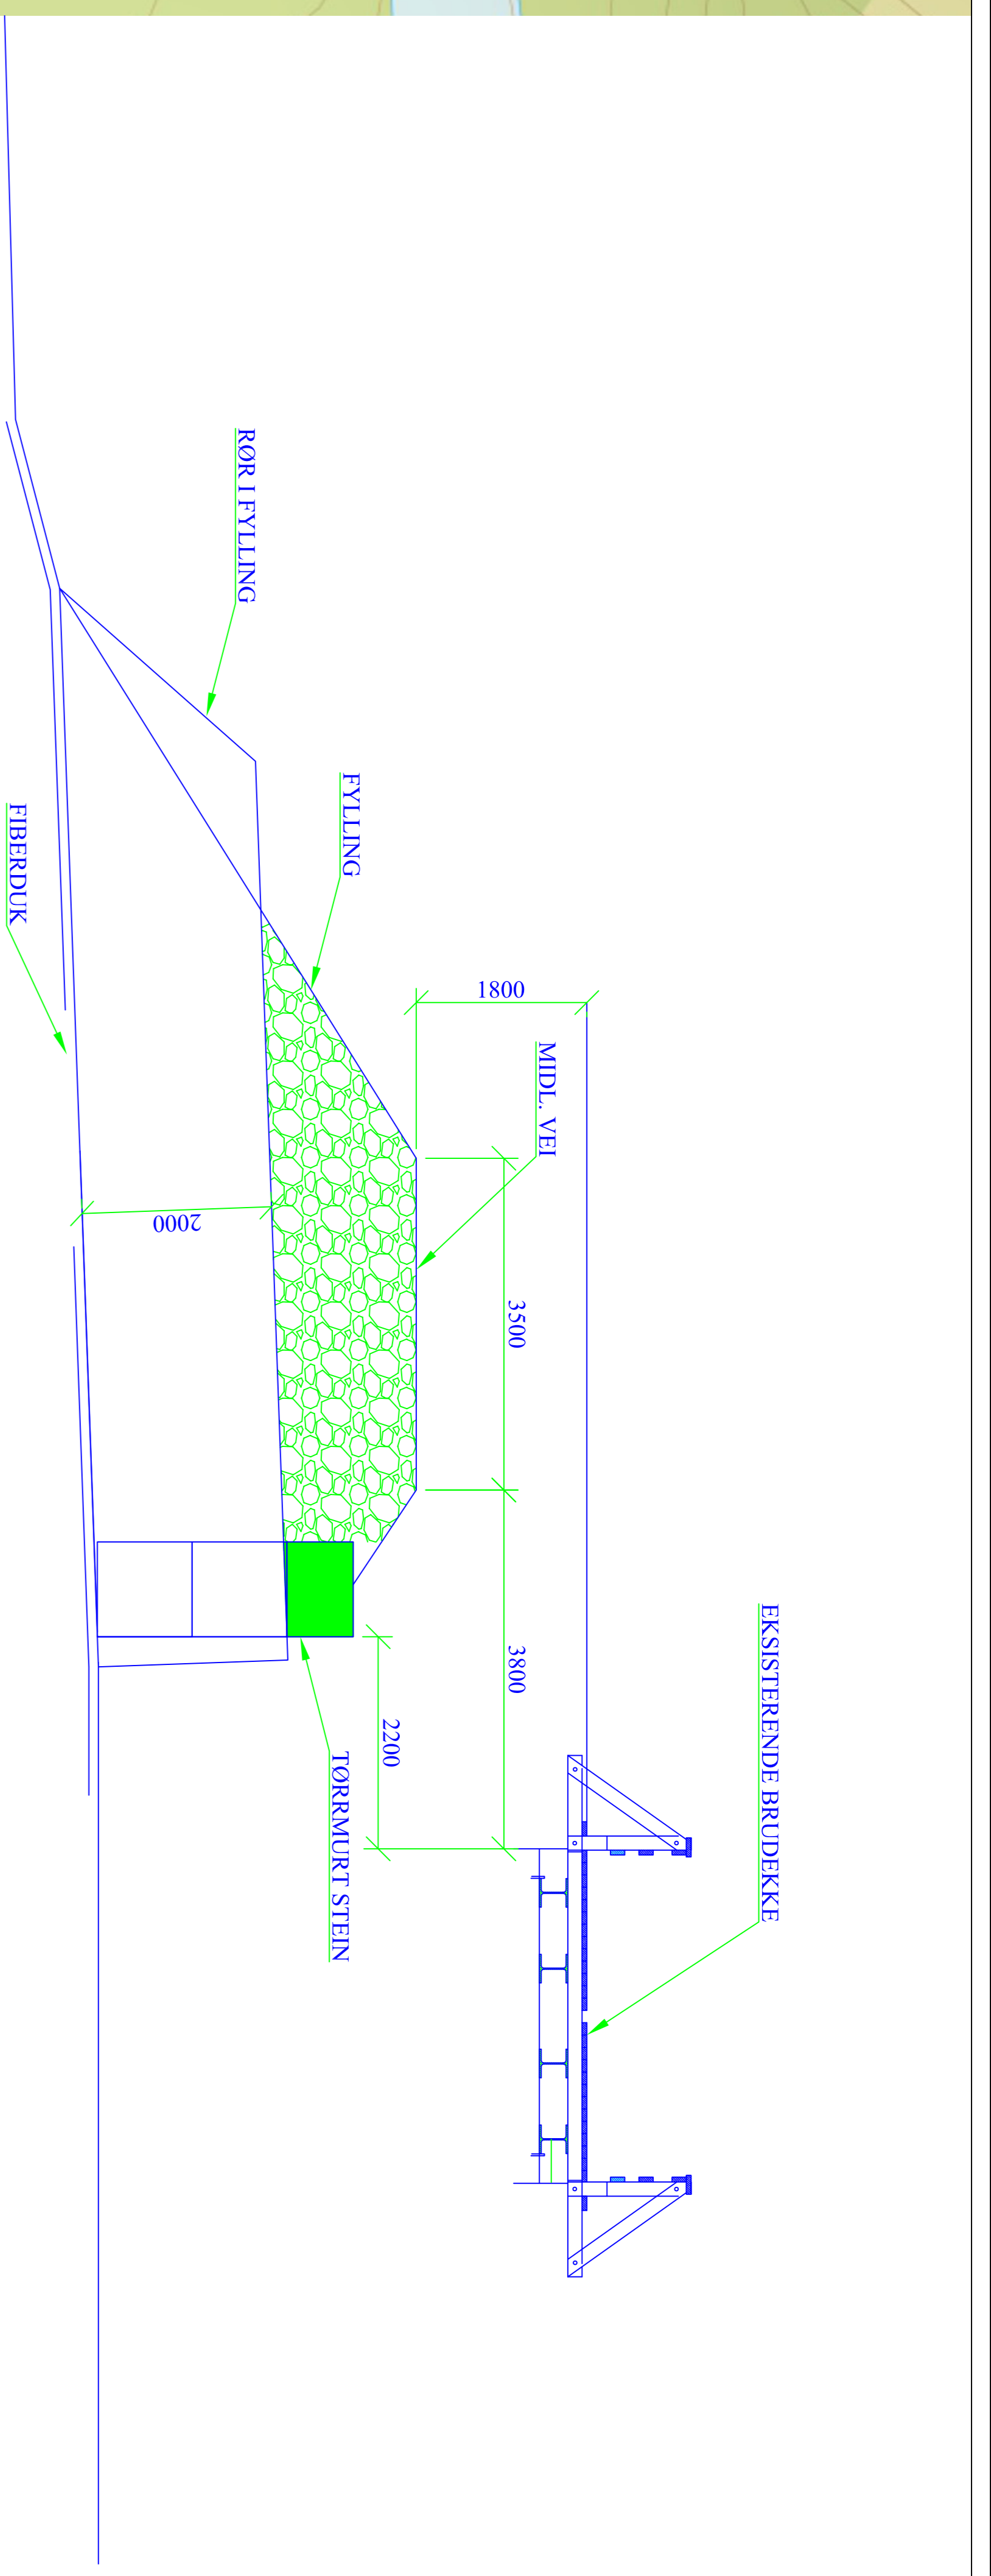 EKSISTERENDE BRUDEKKE
1800
MIDL. VEI
3500
3800
2200
FYLLING
TØRRMURT STEIN
RØR I FYLLING
2000
FIBERDUK